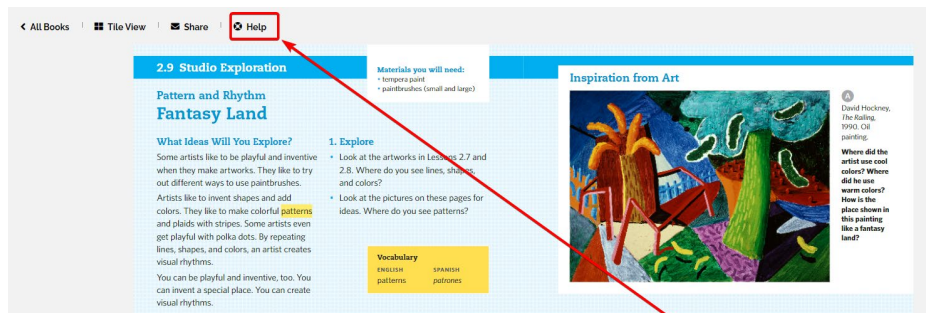 All Books
Tile View
Share
Help
2.9 Studio Exploration
Pattern and Rhythm
Fantasy Land
What Ideas Will You Explore?
Some artists like to be playful and inventive
when they make artworks. They like to try
out different ways to use paintbrushes.
Artists like to invent shapes and add
colors. They like to make colorful patterns
and plaids with stripes. Some artists even
get playful with polka dots. By repeating
lines, shapes, and colors, an artist creates
visual rhythms.
You can be playful and inventive, too. You
can invent a special place. You can create
visual rhythms.
Materials you will need:
• tempera paint
• paintbrushes (small and large)
1. Explore
• Look at the artworks in Lessons 2.7 and
2.8. Where do you see lines, shapes,
and colors?
• Look at the pictures on these pages for
ideas. Where do you see patterns?
Vocabulary
ENGLISH SPANISH
patterns patrones
Inspiration from Art
A
David Hockney,
The Railing,
1990. Oil
painting.
Where did the
artist use cool
colors? Where
did he use
warm colors?
How is the
place shown in
this painting
like a fantasy
land?